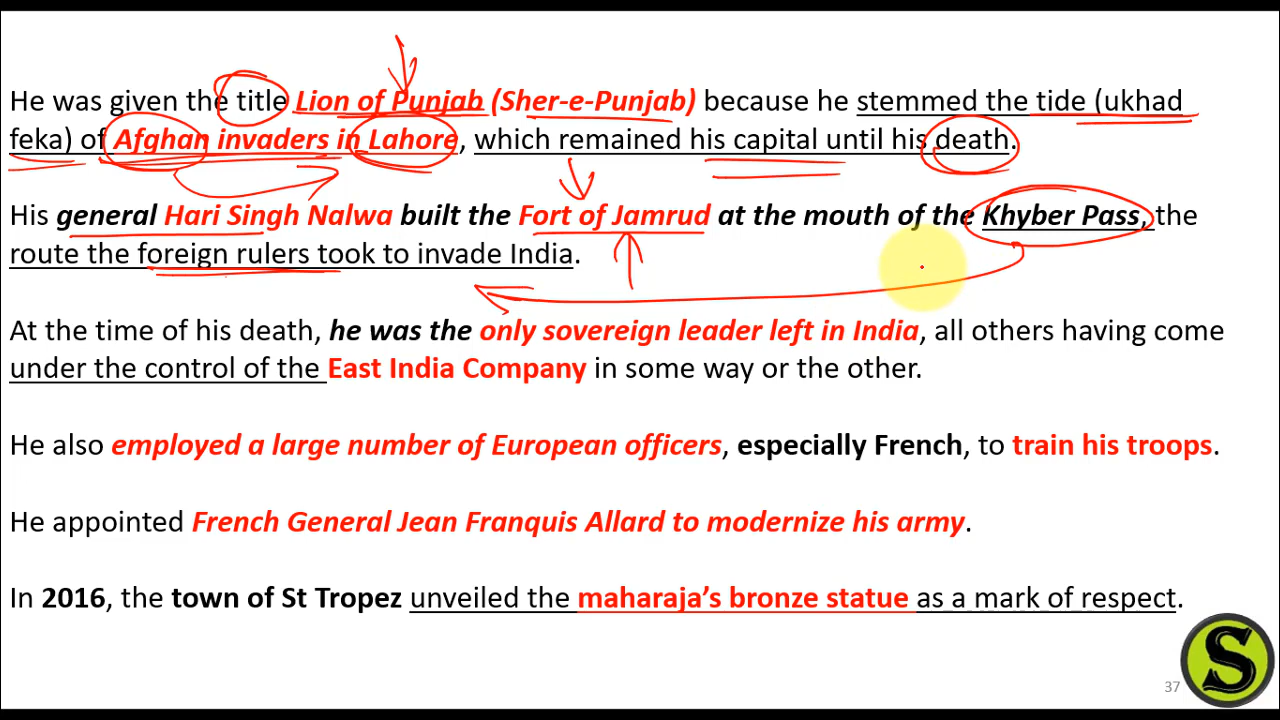 He was given the title Lion of Punjab (Sher-e-Punjab) because he stemmed the tide (ukhad
feka) of Afghan invaders in Lahore, which remained his capital until his death.
His general Hari Singh Nalwa built the Fort of Jamrud at the mouth of the Khyber Pass, the
route the foreign rulers took to invade India.
At the time of his death, he was the only sovereign leader left in India, all others having come
under the control of the East India Company in some way or the other.
He also employed a large number of European officers, especially French, to train his troops.
He appointed French General Jean Franquis Allard to modernize his army.
In 2016, the town of St Tropez unveiled the maharaja’s bronze statue as a mark of respect.
S
37